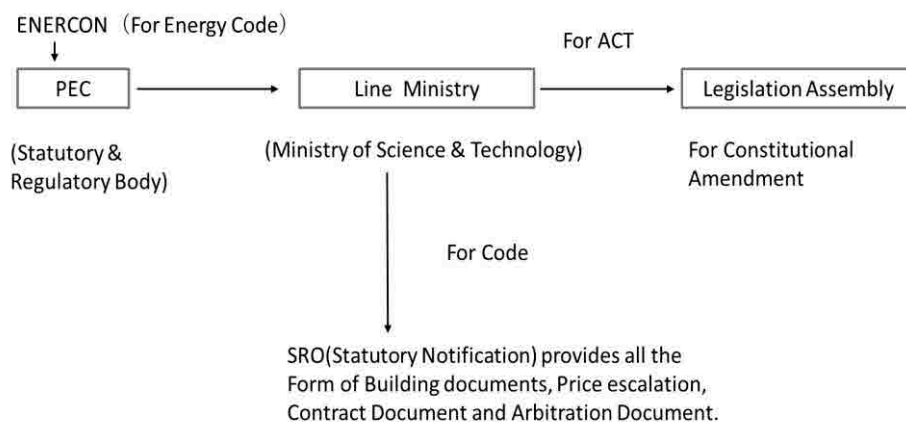 ENERCON （For Energy Code）
For ACT
PEC
Line Ministry
Legislation Assembly
(Statutory &
Regulatory Body)
(Ministry of Science & Technology)
For Constitutional
Amendment
For Code
SRO(Statutory Notification) provides all the
Form of Building documents, Price escalation,
Contract Document and Arbitration Document.